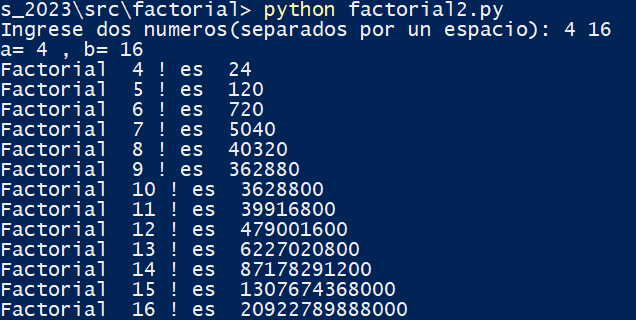 s_2023\src\factorial> python factorial2.py
Ingrese dos numeros(separados por un espacio): 4 16
a= 4 , b= 16
Factorial  4 ! es  24
Factorial  5 ! es  120
Factorial  6 ! es  720
Factorial  7 ! es  5040
Factorial  8 ! es  40320
Factorial  9 ! es  362880
Factorial  10 ! es  3628800
Factorial  11 ! es  39916800
Factorial  12 ! es  479001600
Factorial  13 ! es  6227020800
Factorial  14 ! es  87178291200
Factorial  15 ! es  1307674368000
Factorial  16 ! es  20922789888000